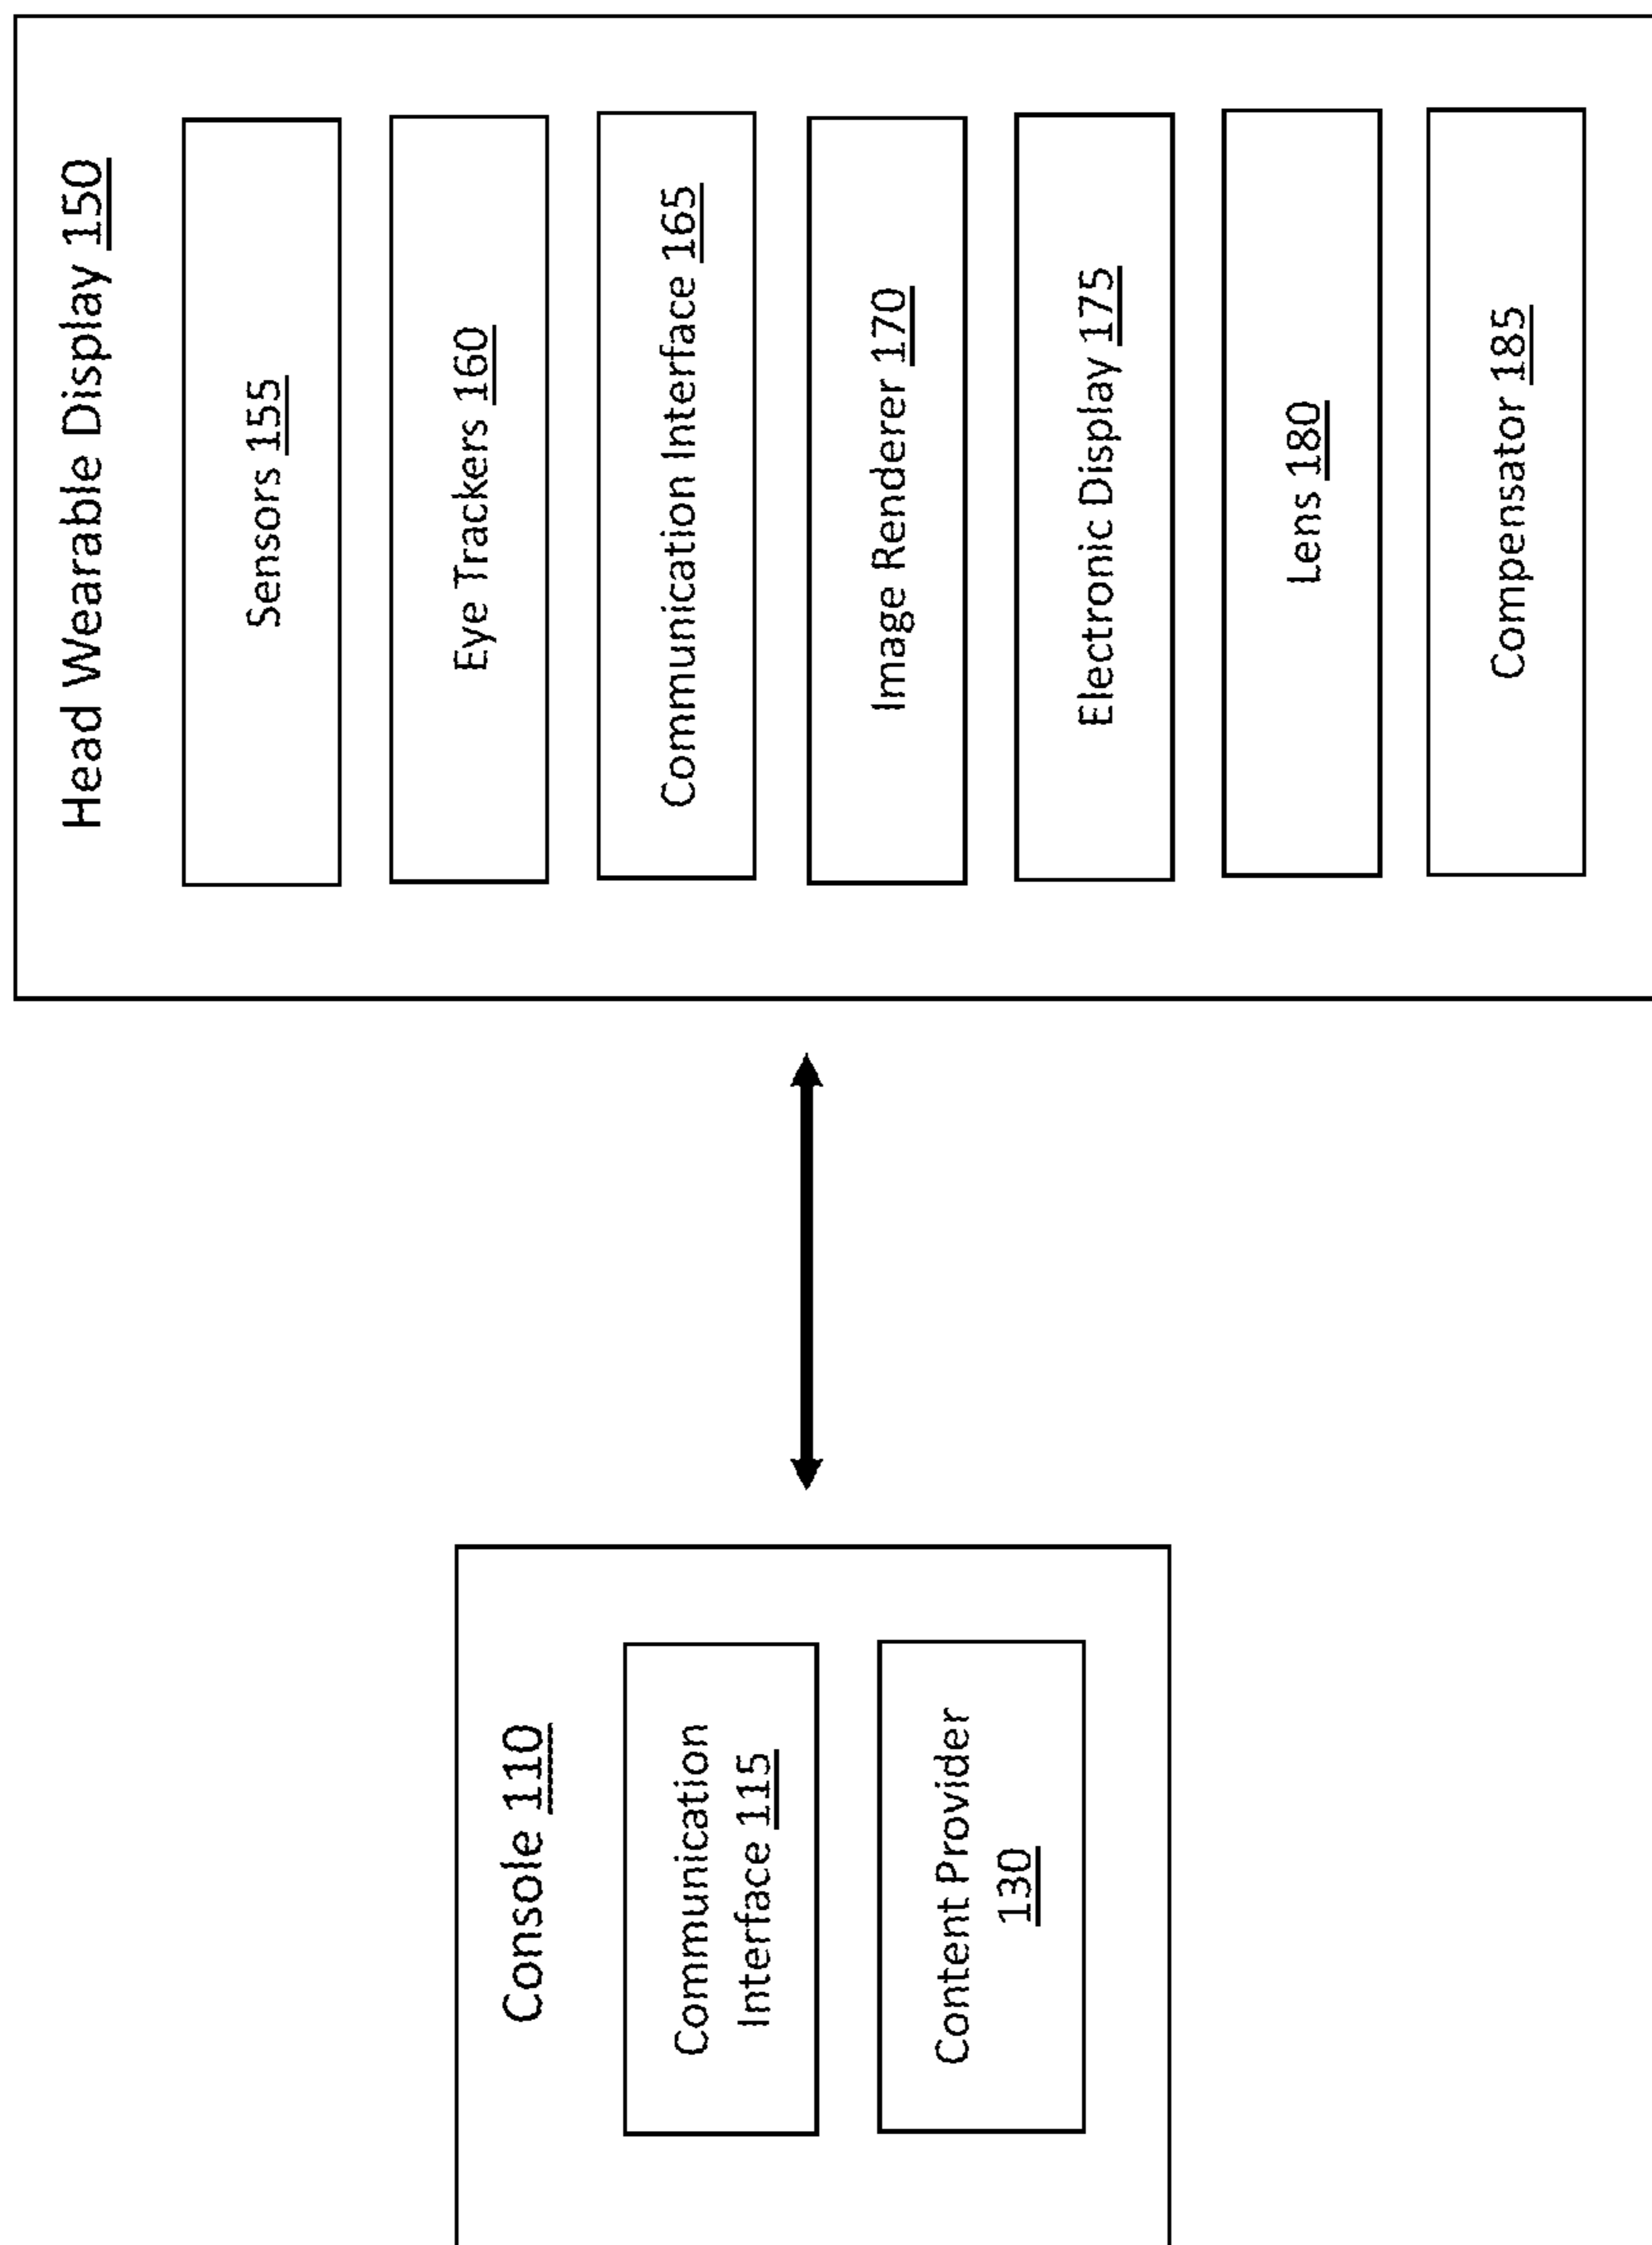 Console 110
Communication
Interface 115
Content Provider
130
Head Wearable Display 150
Sensors 155
Eye Trackers 160
Communication Interface 165
Image Renderer 170
Electronic Display 175
Lens 180
Compensator 185